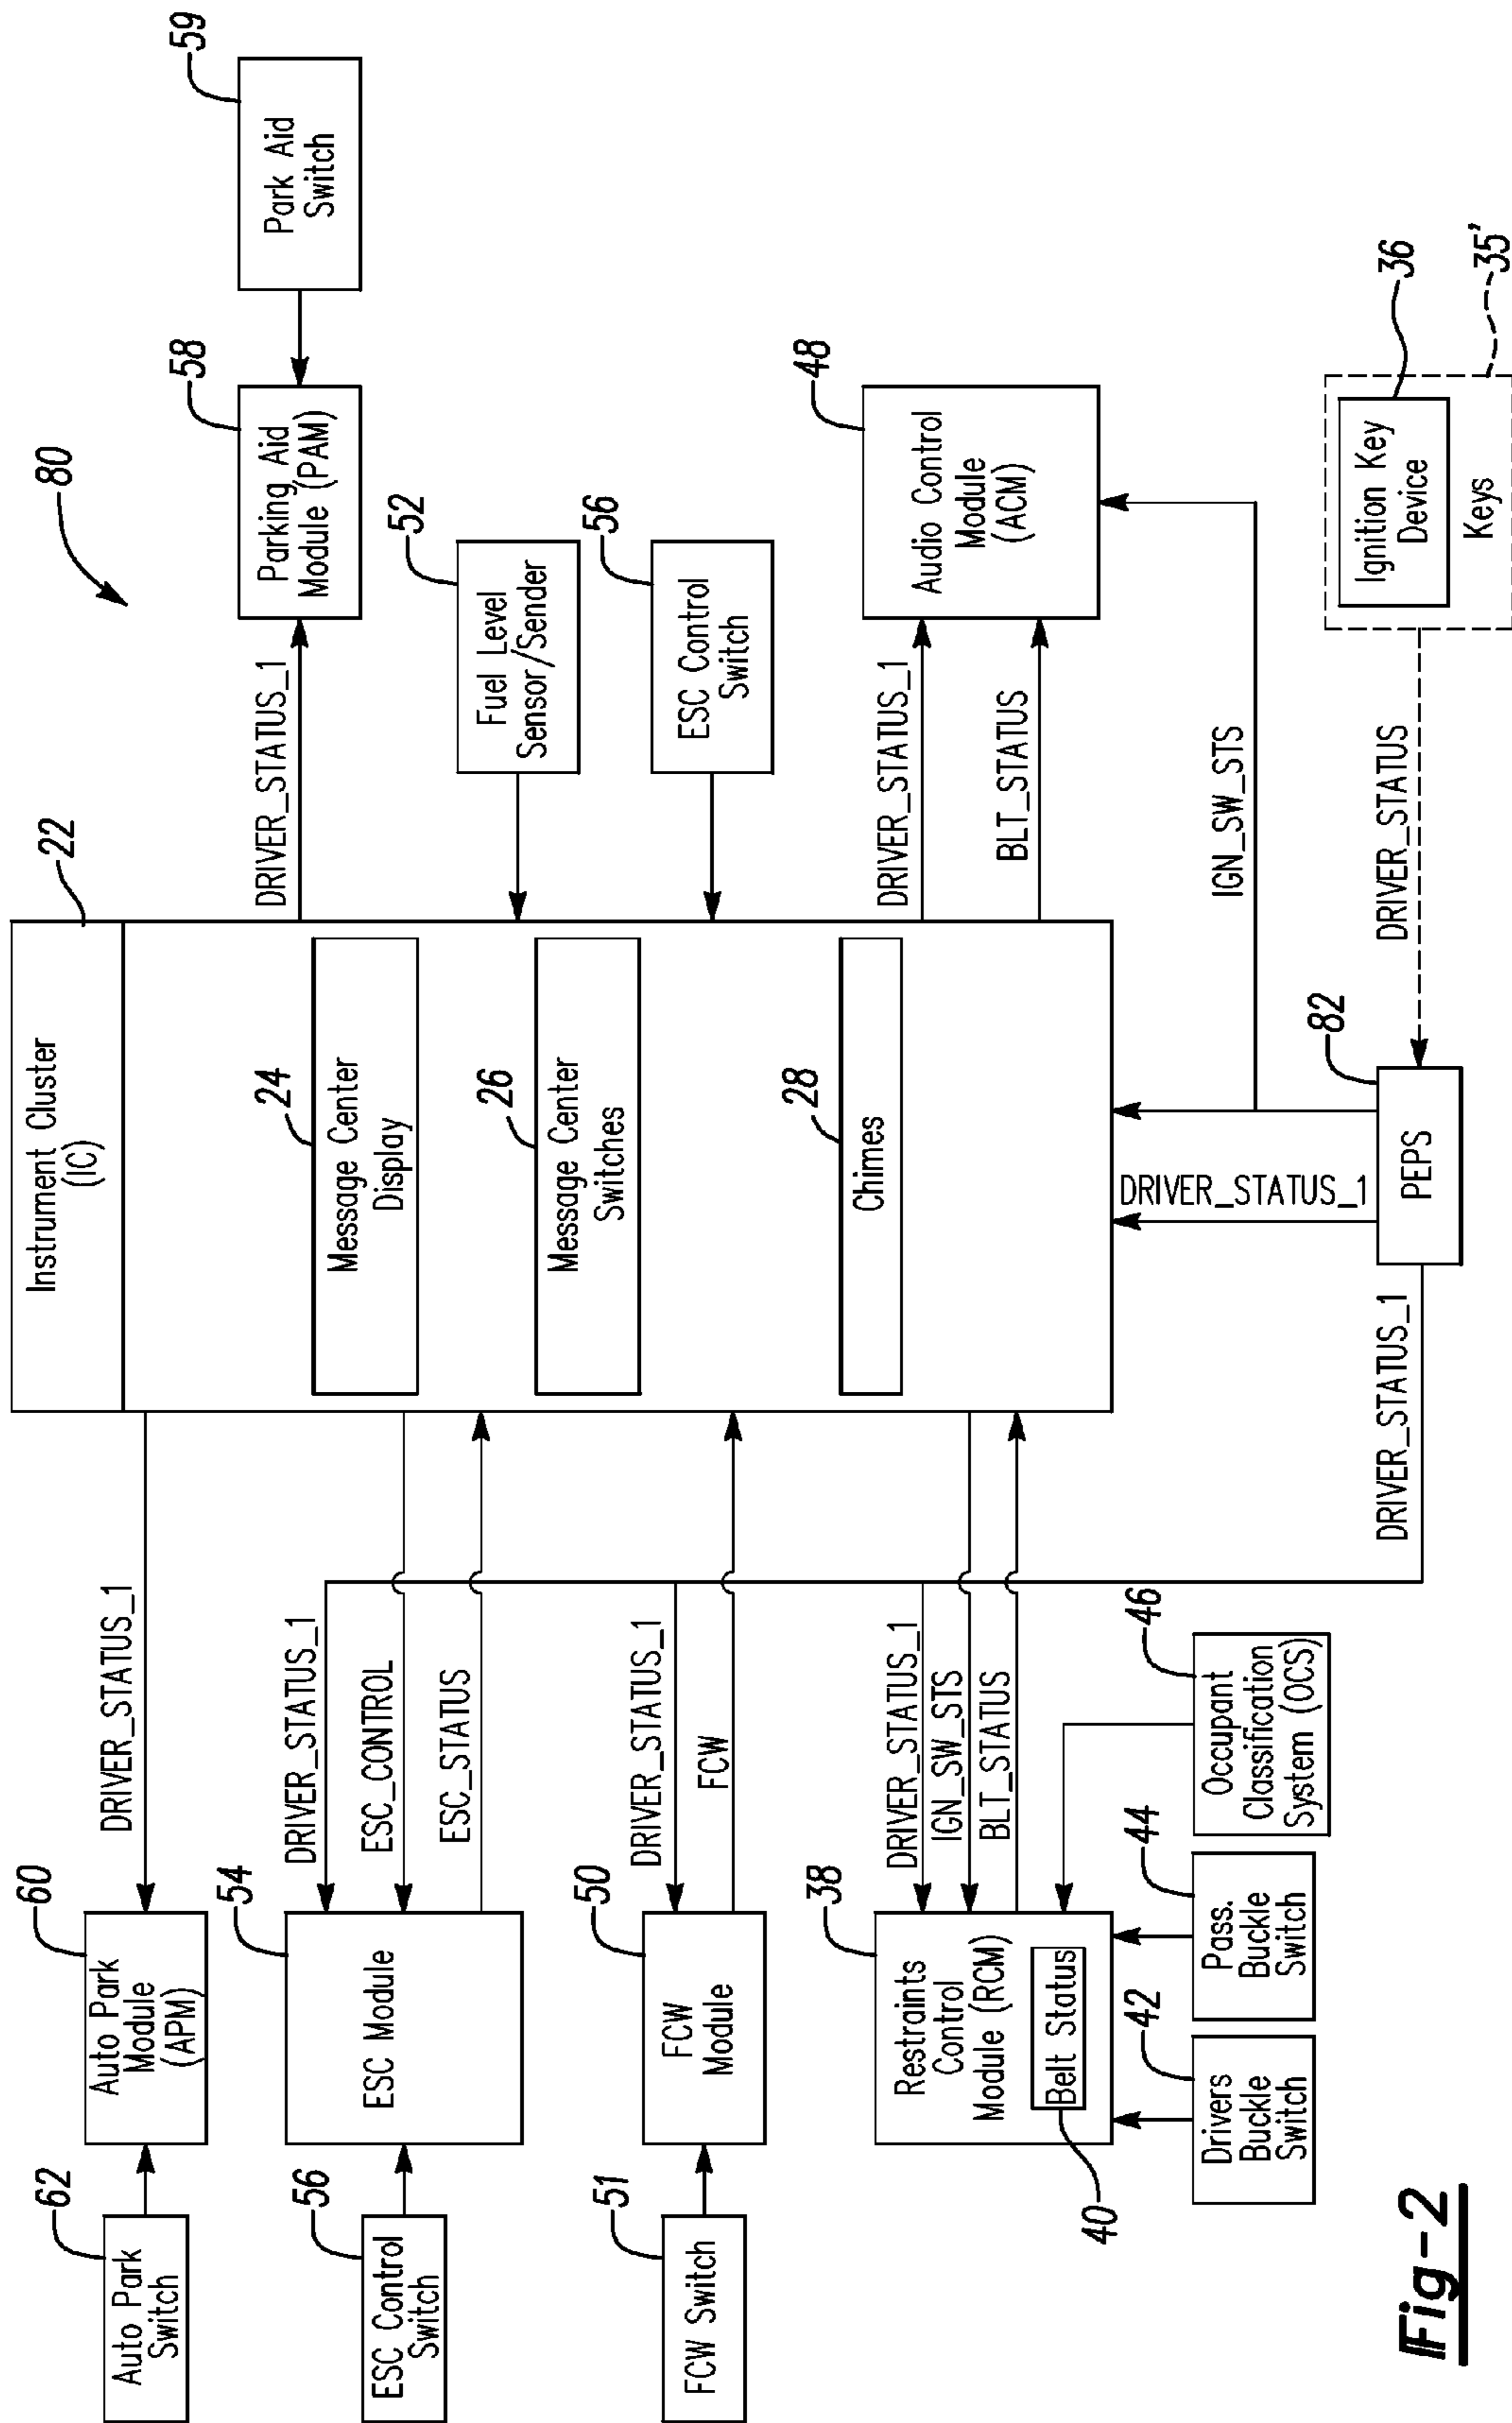 80
Instrument Cluster
(IC)
22
24
Message Center
Display
26
Message Center
Switches
28
Chimes
62
Auto Park
Switch
60
Auto Park
Module
(APM)
DRIVER_STATUS_1
56
ESC Control
Switch
54
ESC Module
DRIVER_STATUS_1
ESC_CONTROL
ESC_STATUS
51
FCW Switch
50
FCW
Module
DRIVER_STATUS_1
FCW
38
Restraints
Control
Module (RCM)
Belt Status
40
DRIVER_STATUS_1
IGN_SW_STS
BLT_STATUS
42
Drivers
Buckle
Switch
44
Pass.
Buckle
Switch
46
Occupant
Classification
System (OCS)
DRIVER_STATUS_1
58
Parking Aid
Module (PAM)
59
Park Aid
Switch
52
Fuel Level
Sensor/Sender
56
ESC Control
Switch
DRIVER_STATUS_1
BLT_STATUS
48
Audio Control
Module
(ACM)
IGN_SW_STS
DRIVER_STATUS_1
DRIVER_STATUS_1
82
PEPS
DRIVER_STATUS
36
Ignition Key
Device
Keys
35'
Fig-2